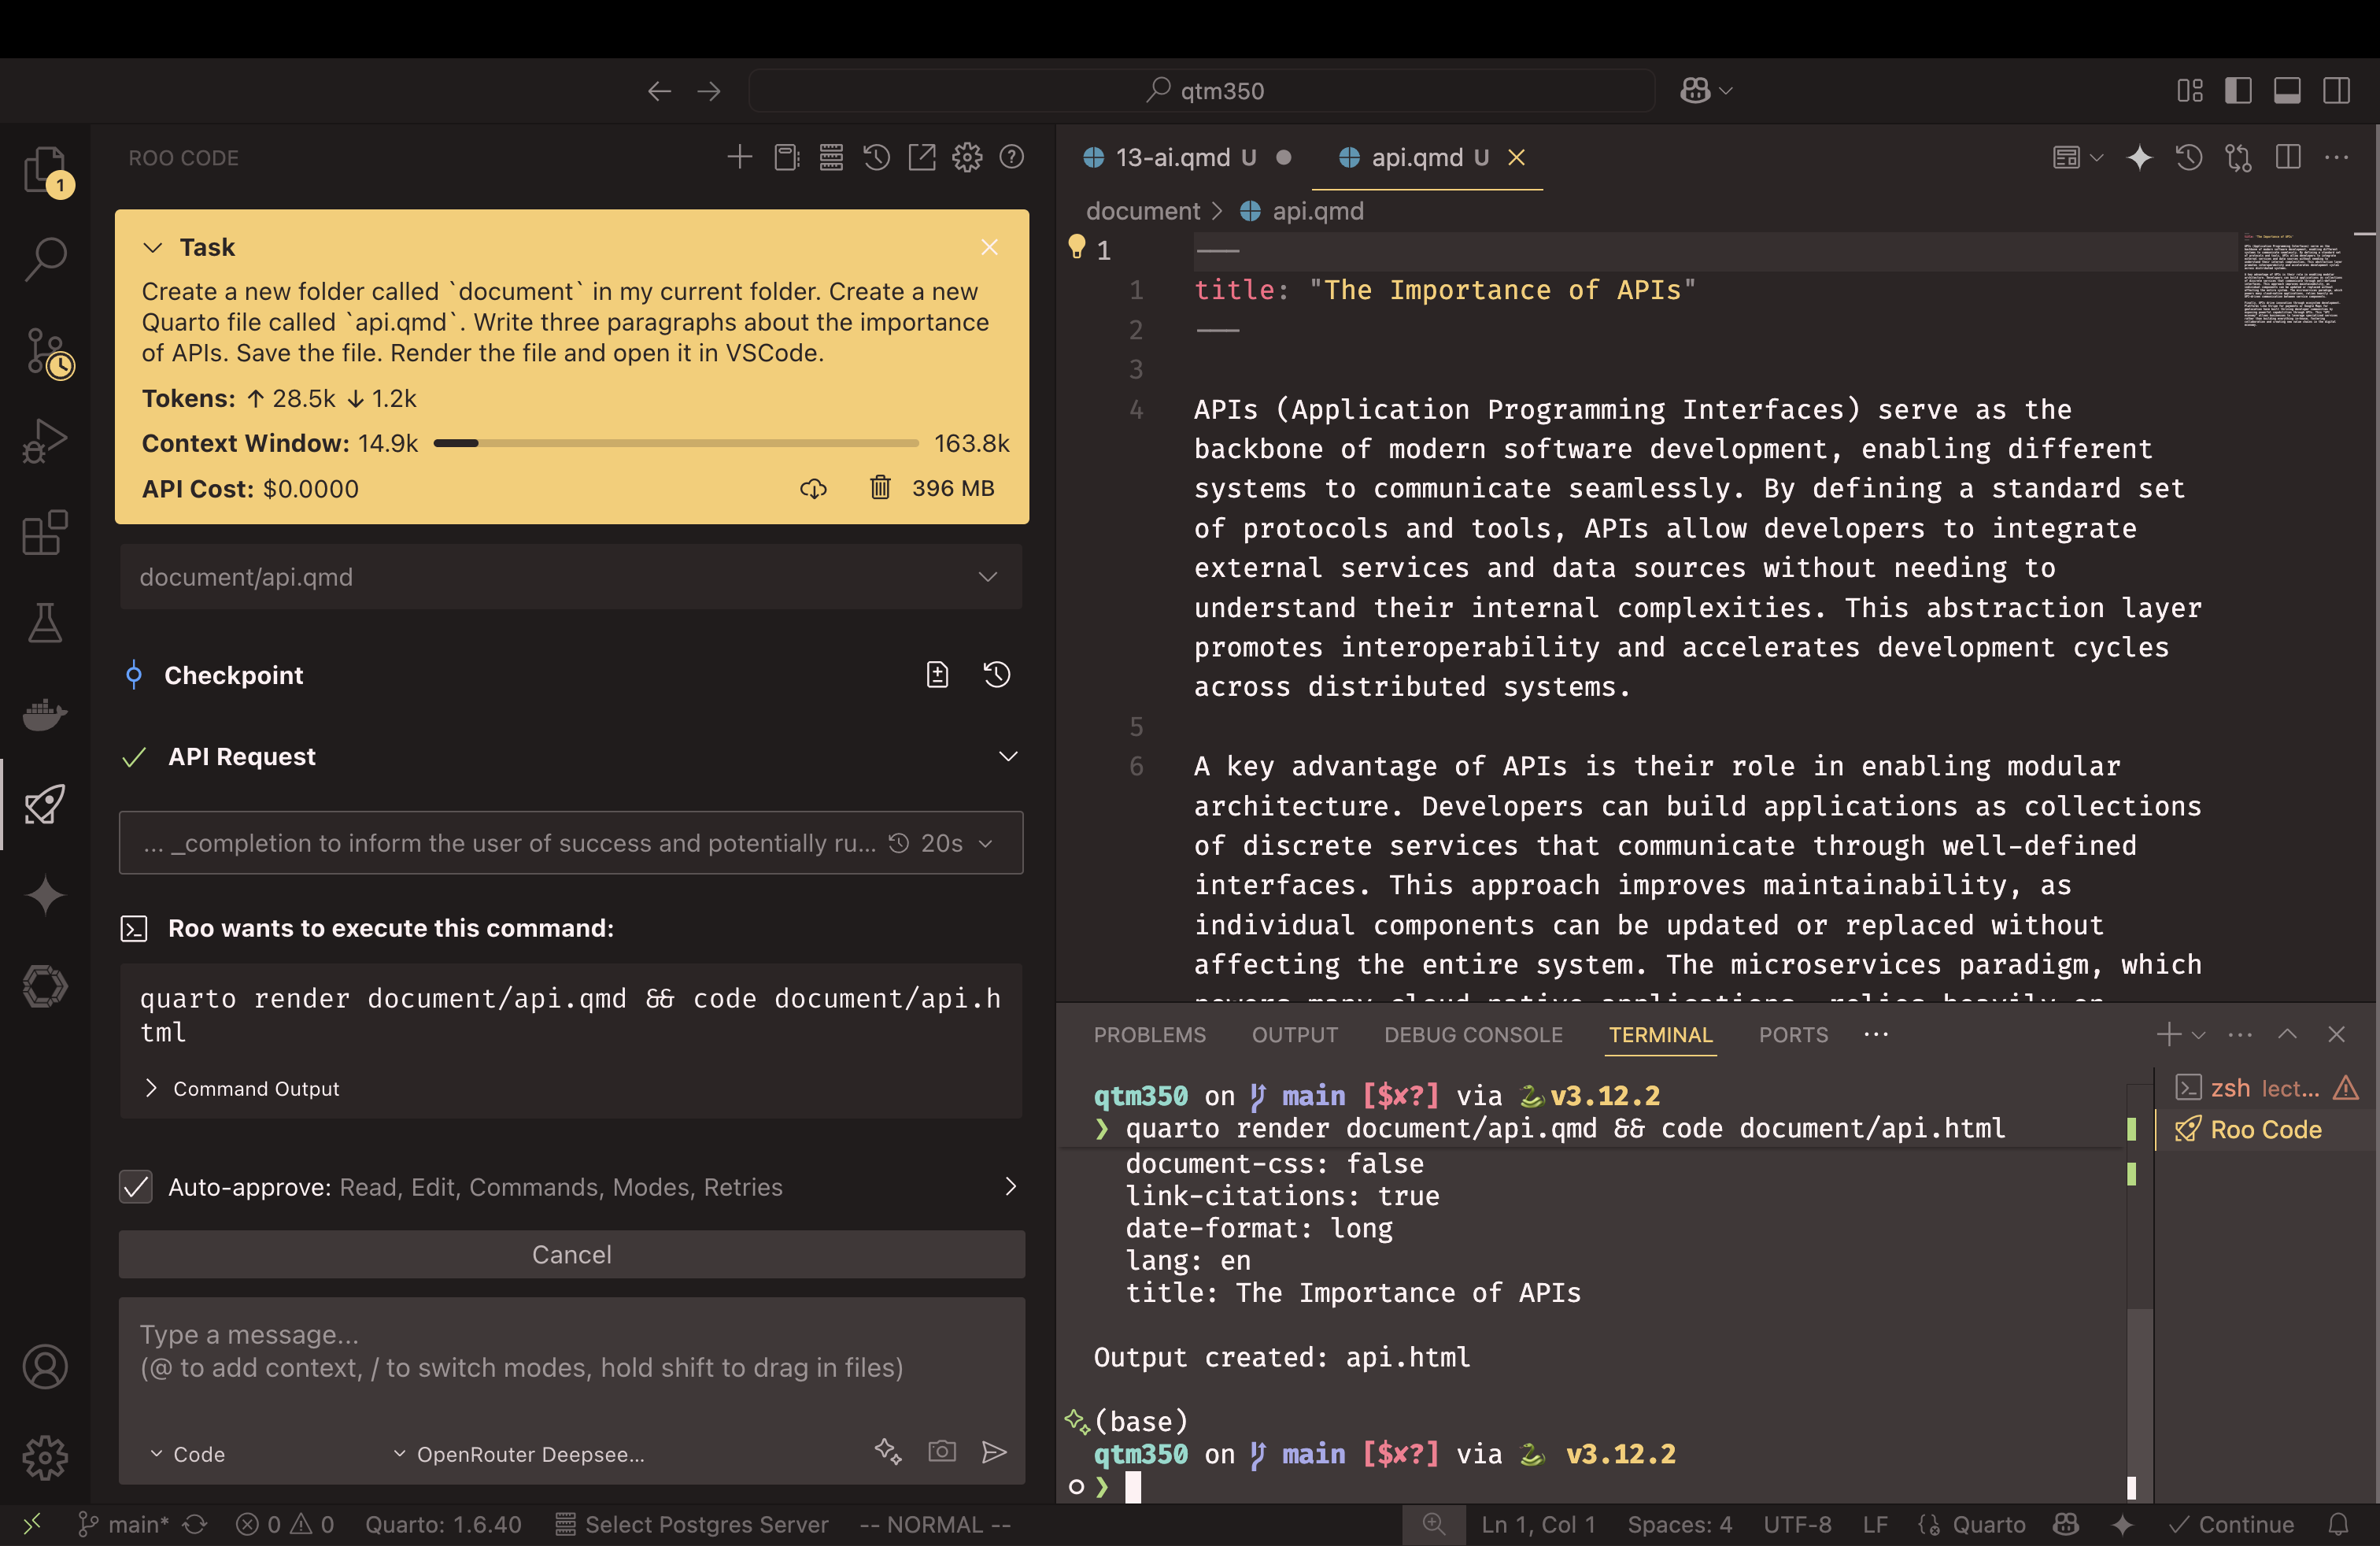 qtm350
ROO CODE
1
Task
Create a new folder called `document` in my current folder. Create a new
Quarto file called `api.qmd`. Write three paragraphs about the importance
of APIs. Save the file. Render the file and open it in VSCode.
Tokens: ↑ 28.5k ↓ 1.2k
Context Window: 14.9k 163.8k
API Cost: $0.0000 396 MB
document/api.qmd
Checkpoint
API Request
... _completion to inform the user of success and potentially ru... 20s
Roo wants to execute this command:
quarto render document/api.qmd && code document/api.h
tml
Command Output
Auto-approve: Read, Edit, Commands, Modes, Retries
Cancel
Type a message...
(@ to add context, / to switch modes, hold shift to drag in files)
Code OpenRouter Deepsee...
13-ai.qmd U ● api.qmd U
document > api.qmd
1 ---
1 title: "The Importance of APIs"
2 ---
3
4 APIs (Application Programming Interfaces) serve as the
backbone of modern software development, enabling different
systems to communicate seamlessly. By defining a standard set
of protocols and tools, APIs allow developers to integrate
external services and data sources without needing to
understand their internal complexities. This abstraction layer
promotes interoperability and accelerates development cycles
across distributed systems.
5
6 A key advantage of APIs is their role in enabling modular
architecture. Developers can build applications as collections
of discrete services that communicate through well-defined
interfaces. This approach improves maintainability, as
individual components can be updated or replaced without
affecting the entire system. The microservices paradigm, which
PROBLEMS OUTPUT DEBUG CONSOLE TERMINAL PORTS ...
qtm350 on main [$✘?] via v3.12.2
❯ quarto render document/api.qmd && code document/api.html
document-css: false
link-citations: true
date-format: long
lang: en
title: The Importance of APIs
Output created: api.html
(base)
qtm350 on main [$✘?] via v3.12.2
❯
zsh lect...
Roo Code
main* 0 0 Quarto: 1.6.40 Select Postgres Server -- NORMAL -- Ln 1, Col 1 Spaces: 4 UTF-8 LF Quarto Continue